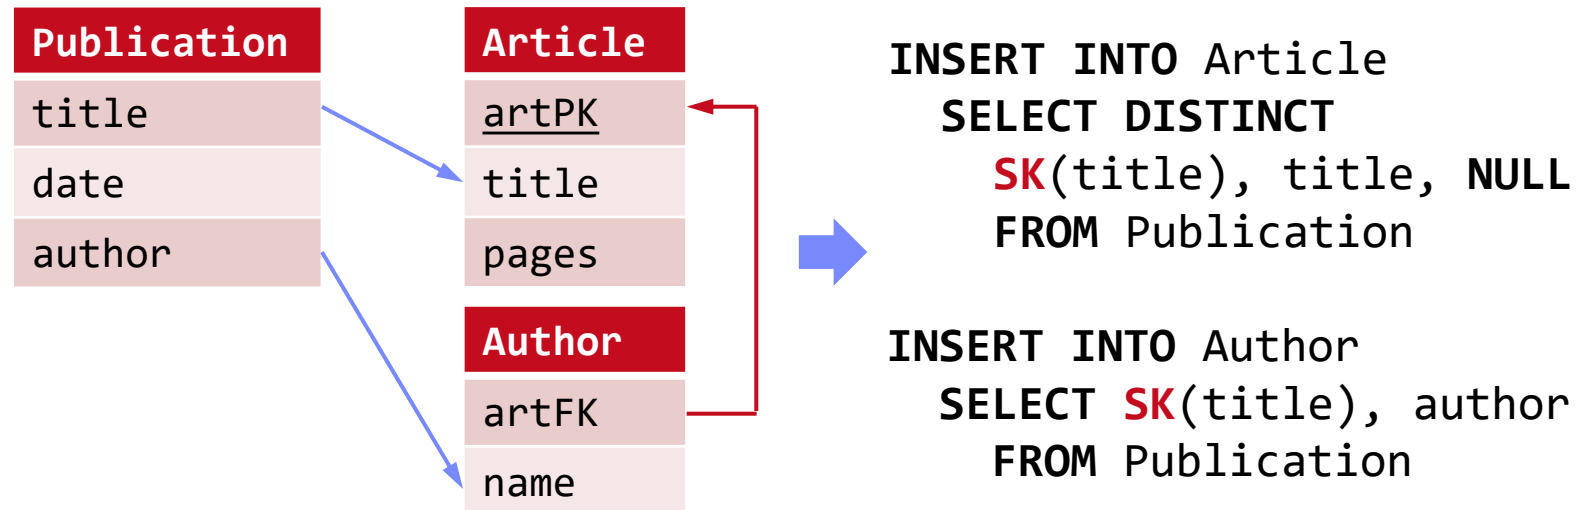 Publication
title
date
author
Article
artPK
title
pages
Author
artFK
name
INSERT INTO Article
SELECT DISTINCT
SK(title), title, NULL
FROM Publication
INSERT INTO Author
SELECT SK(title), author
FROM Publication